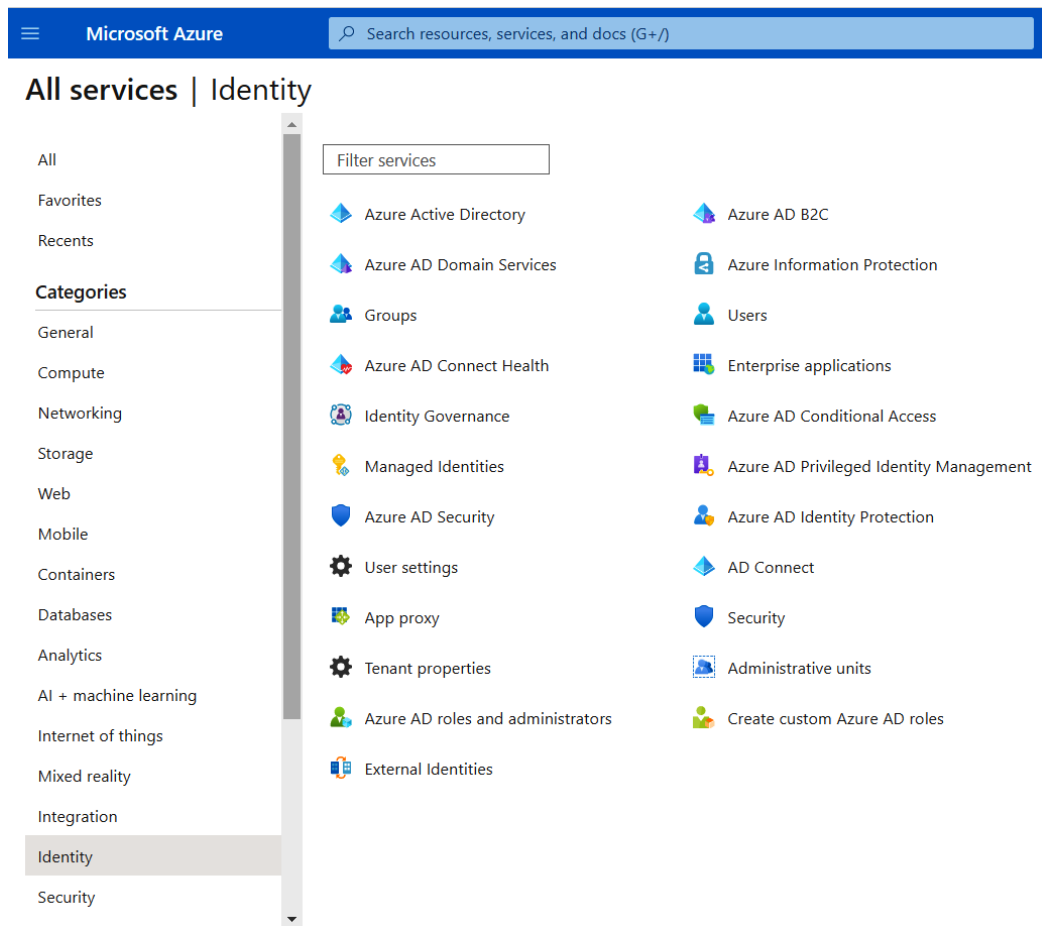 Microsoft Azure
Search resources, services, and docs (G+/)
All services | Identity
All
Favorites
Recents
Categories
General
Compute
Networking
Storage
Web
Mobile
Containers
Databases
Analytics
AI + machine learning
Internet of things
Mixed reality
Integration
Identity
Security
Filter services
Azure Active Directory
Azure AD B2C
Azure AD Domain Services
Azure Information Protection
Groups
Users
Azure AD Connect Health
Enterprise applications
Identity Governance
Azure AD Conditional Access
Managed Identities
Azure AD Privileged Identity Management
Azure AD Security
Azure AD Identity Protection
User settings
AD Connect
App proxy
Security
Tenant properties
Administrative units
Azure AD roles and administrators
Create custom Azure AD roles
External Identities